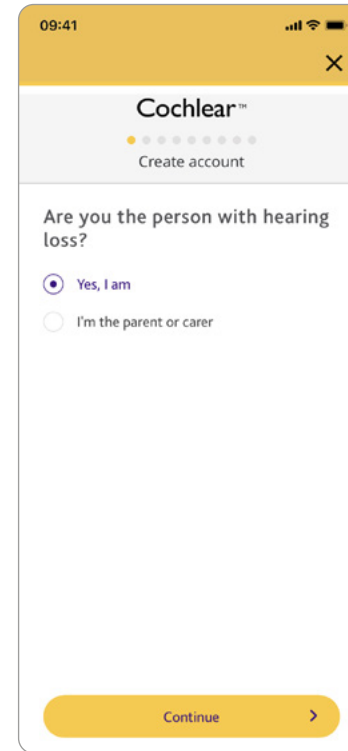 09:41
Cochlear™
Create account
Are you the person with hearing
loss?
Yes, I am
I'm the parent or carer
Continue